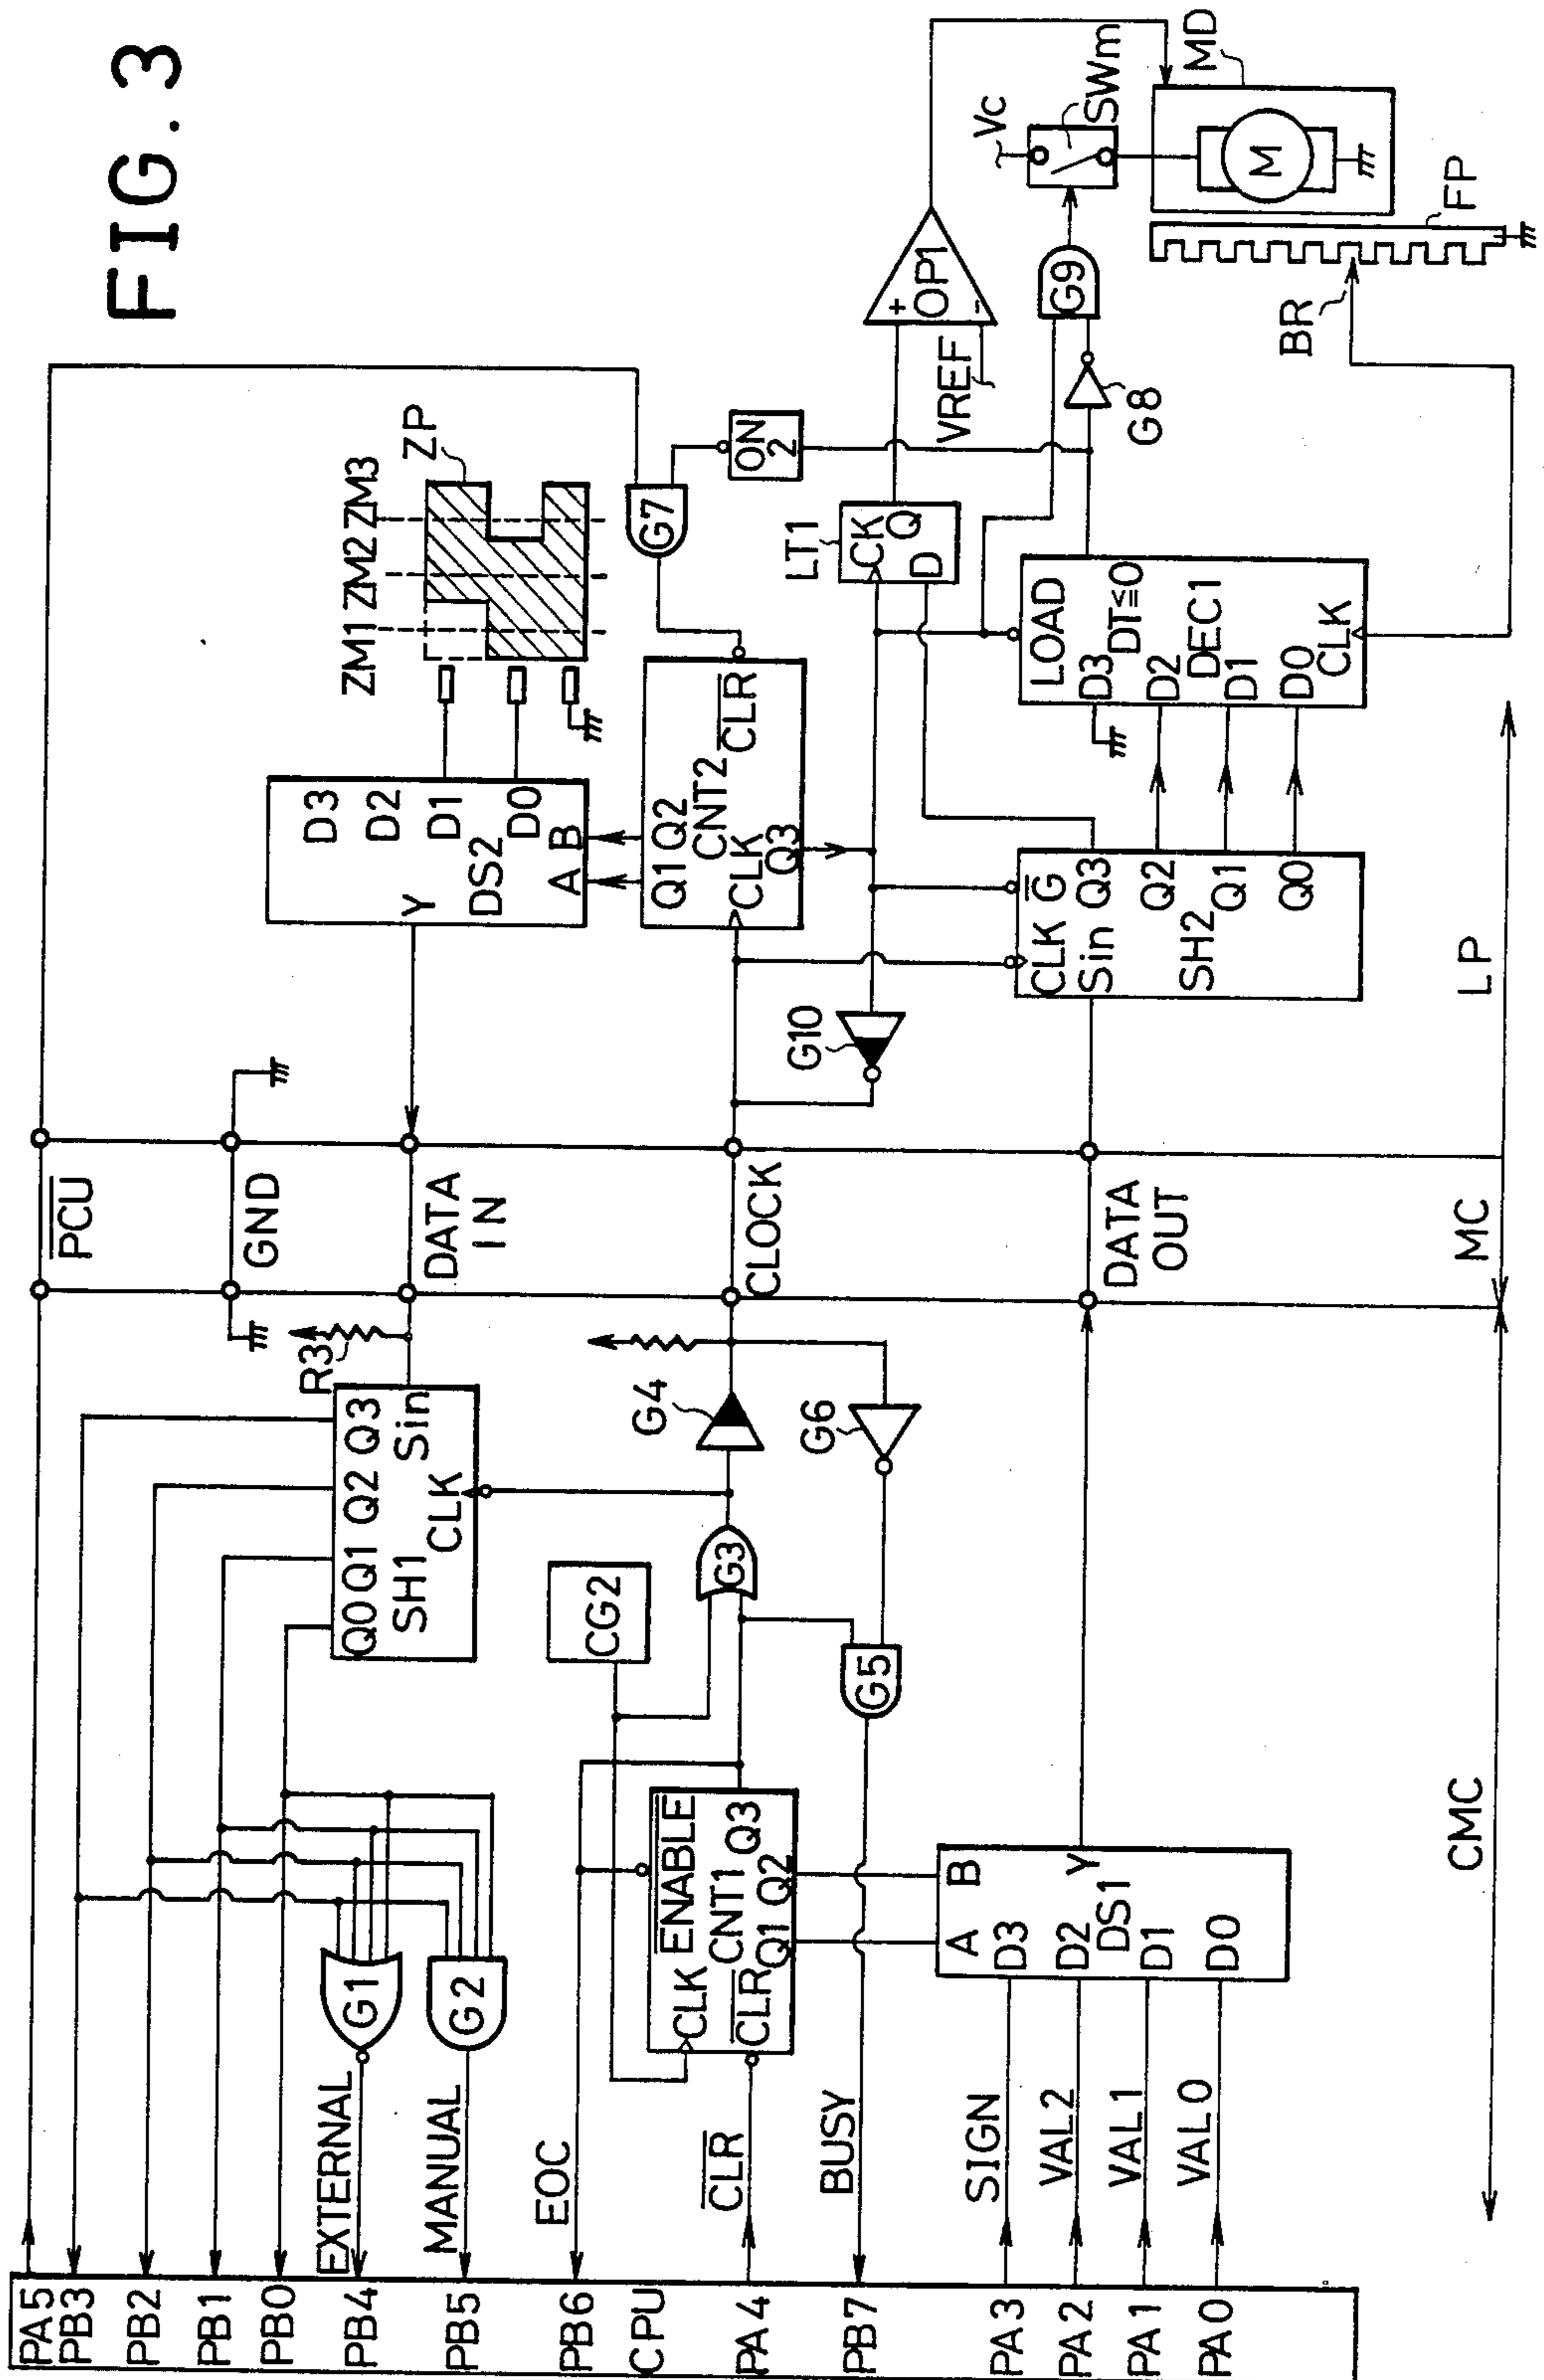 FIG.3
PA5
PB3
PB2
PB1
PB0
PB4
PB5
PB6
CPU
PA4
PB7
PA3
PA2
PA1
PA0
EXTERNAL
MANUAL
EOC
CLR
BUSY
SIGN
VAL2
VAL1
VAL0
G1
G2
CLK ENABLE
CNT1
CLR Q1 Q2 Q3
A B
D3
D2 Y
DS1
D1
D0
CMC
Q0 Q1 Q2 Q3
SH1
CLK Sin
R3
CG2
G3
G4
G5
G6
PCU
GND
DATA
IN
CLOCK
DATA
OUT
MC
LP
G10
Y
D3
D2
D1
DS2
D0
A B
Q1 Q2
CNT2
CLK CLR
Q3
CLK G
Sin Q3
Q2
SH2
Q1
Q0
ZM1 ZM2 ZM3
ZP
G7
ON
2
LT1
CK
Q
D
LOAD
D3
DT≦0
D2
DEC1
D1
D0
CLK
G8
G9
VREF
+
OP1
-
Vc
SWm
MD
M
FP
BR